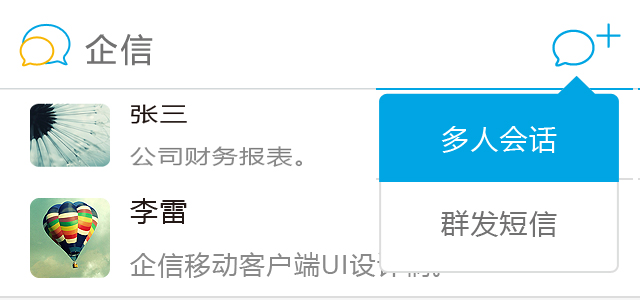 企信
张三
公司财务报表。
多人会话
李雷
群发短信
企信移动客户端UI设计稿。